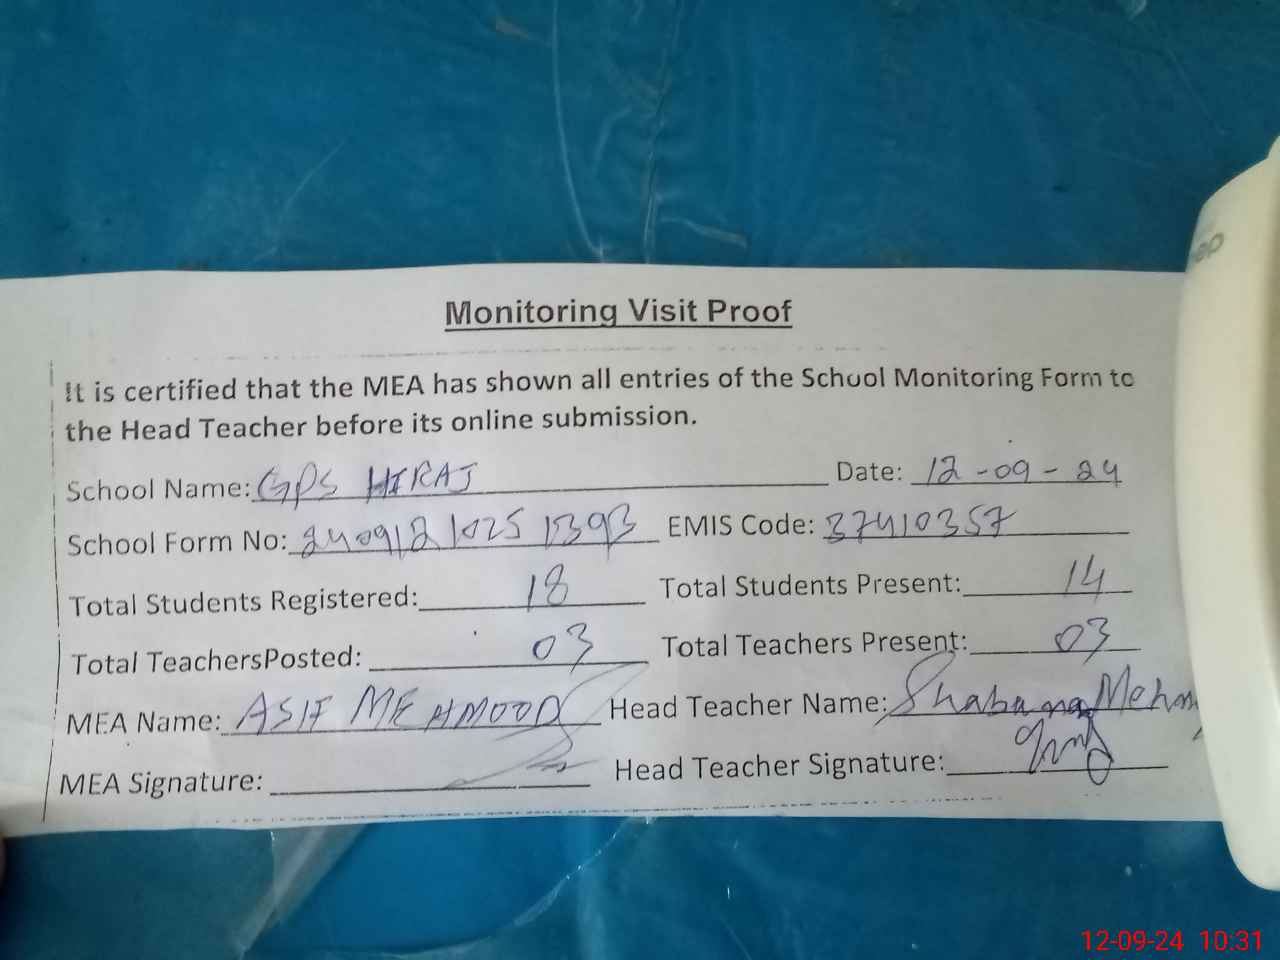 Monitoring Visit Proof
It is certified that the MEA has shown all entries of the School Monitoring Form to
the Head Teacher before its online submission.
School Name: GPS HIRAJ Date: 12-09-24
School Form No: 2409121025 1393 EMIS Code: 37410357
Total Students Registered: 18 Total Students Present: 14
Total TeachersPosted: 03 Total Teachers Present: 03
MEA Name: ASIF MEHMOOD Head Teacher Name: Shabana
MEA Signature: Head Teacher Signature:
12-09-24 10:31